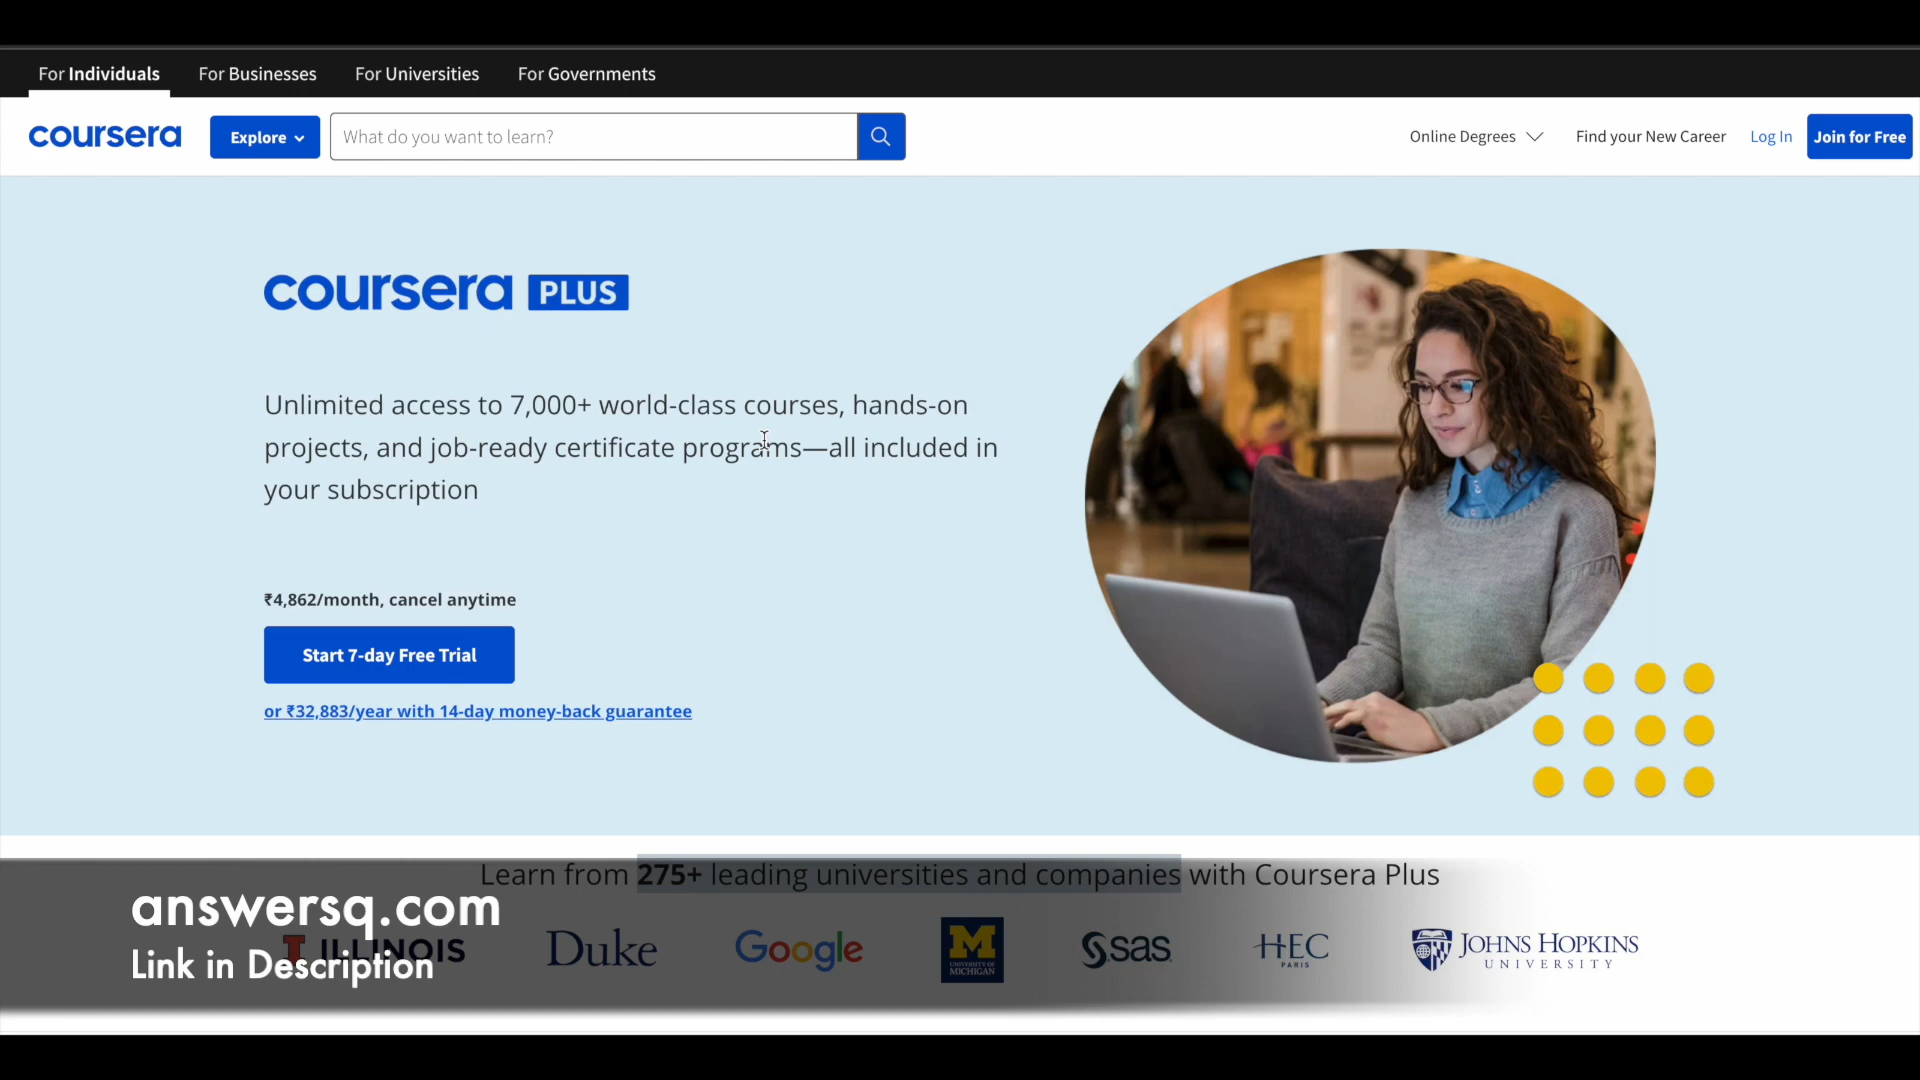 For Individuals For Businesses For Universities For Governments
coursera Explore What do you want to learn? Online Degrees Find your New Career Log In Join for Free
coursera PLUS
Unlimited access to 7,000+ world-class courses, hands-on
projects, and job-ready certificate programs—all included in
your subscription
₹4,862/month, cancel anytime
Start 7-day Free Trial
or ₹32,883/year with 14-day money-back guarantee
Learn from 275+ leading universities and companies with Coursera Plus
answersq.com
Link in Description
I ILLINOIS Duke Google M UNIVERSITY OF MICHIGAN sas HEC PARIS JOHNS HOPKINS UNIVERSITY